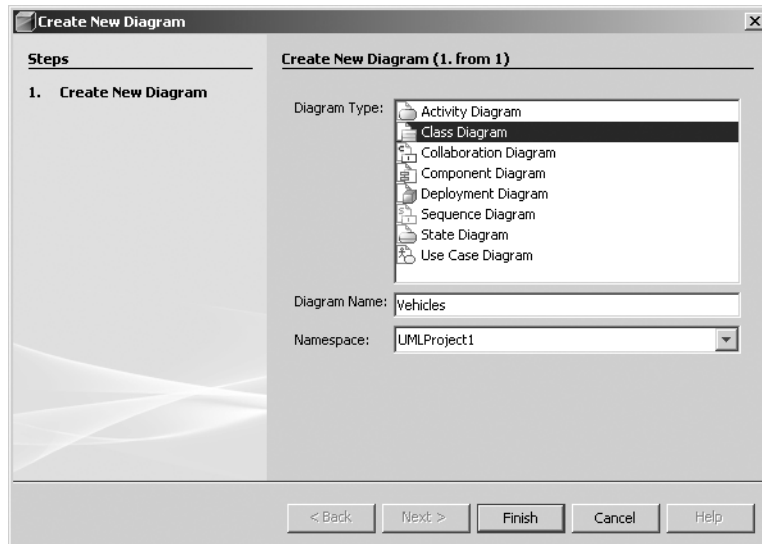 Create New Diagram
Steps
1. Create New Diagram
Create New Diagram (1. from 1)
Diagram Type:
Activity Diagram
Class Diagram
Collaboration Diagram
Component Diagram
Deployment Diagram
Sequence Diagram
State Diagram
Use Case Diagram
Diagram Name: Vehicles
Namespace: UMLProject1
< Back Next > Finish Cancel Help